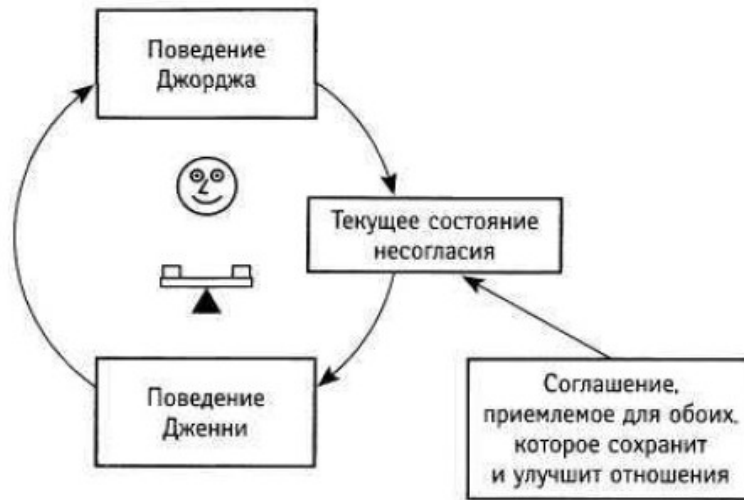 Поведение
Джорджа
Текущее состояние
несогласия
Поведение
Дженни
Соглашение,
приемлемое для обоих,
которое сохранит
и улучшит отношения